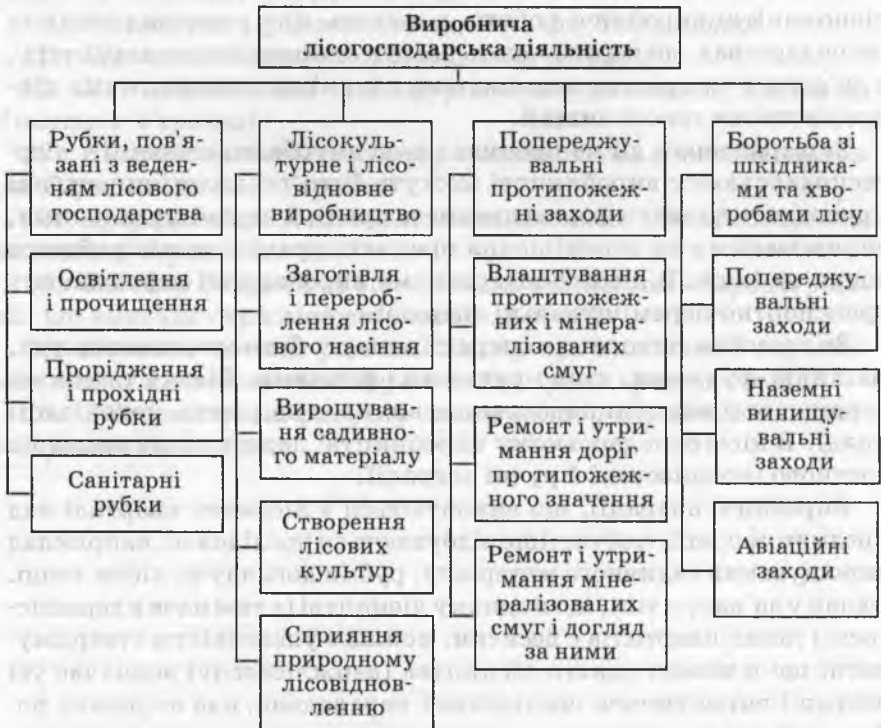 Виробнича
лісогосподарська діяльність
Рубки, пов'я-
зані з веден-
ням лісового
господарства
Освітлення
і прочищення
Прорідження
і прохідні
рубки
Санітарні
рубки
Лісокуль-
турне і лісо-
відновне
виробництво
Заготівля
і перероб-
лення лісо-
вого насіння
Вирощуван-
ня садивно-
го матеріалу
Створення
лісових
культур
Сприяння
природному
лісовіднов-
ленню
Попереджу-
вальні
протипожеж-
ні заходи
Влаштування
протипожеж-
них і мінера-
лізованих
смуг
Ремонт і утри-
мання доріг
протипожеж-
ного значення
Ремонт і утри-
мання міне-
ралізованих
смуг і догляд
за ними
Боротьба зі
шкідника-
ми та хво-
робами лісу
Попереджу-
вальні
заходи
Наземні
винищу-
вальні
заходи
Авіаційні
заходи